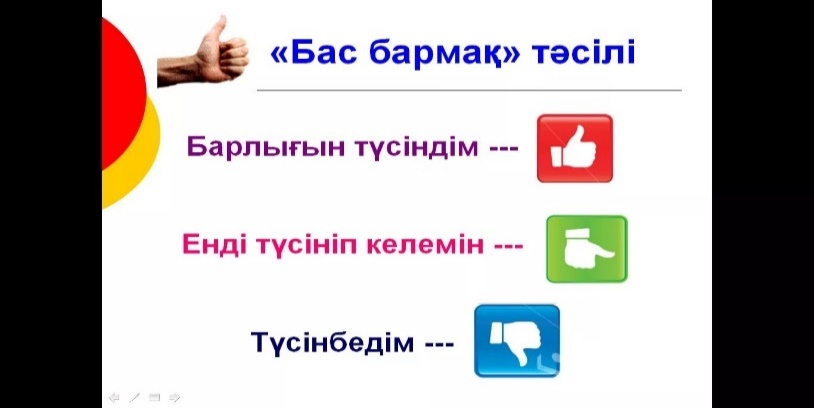 «Бас бармақ» тәсілі
Барлығын түсіндім ---
Енді түсініп келемін ---
Түсінбедім ---